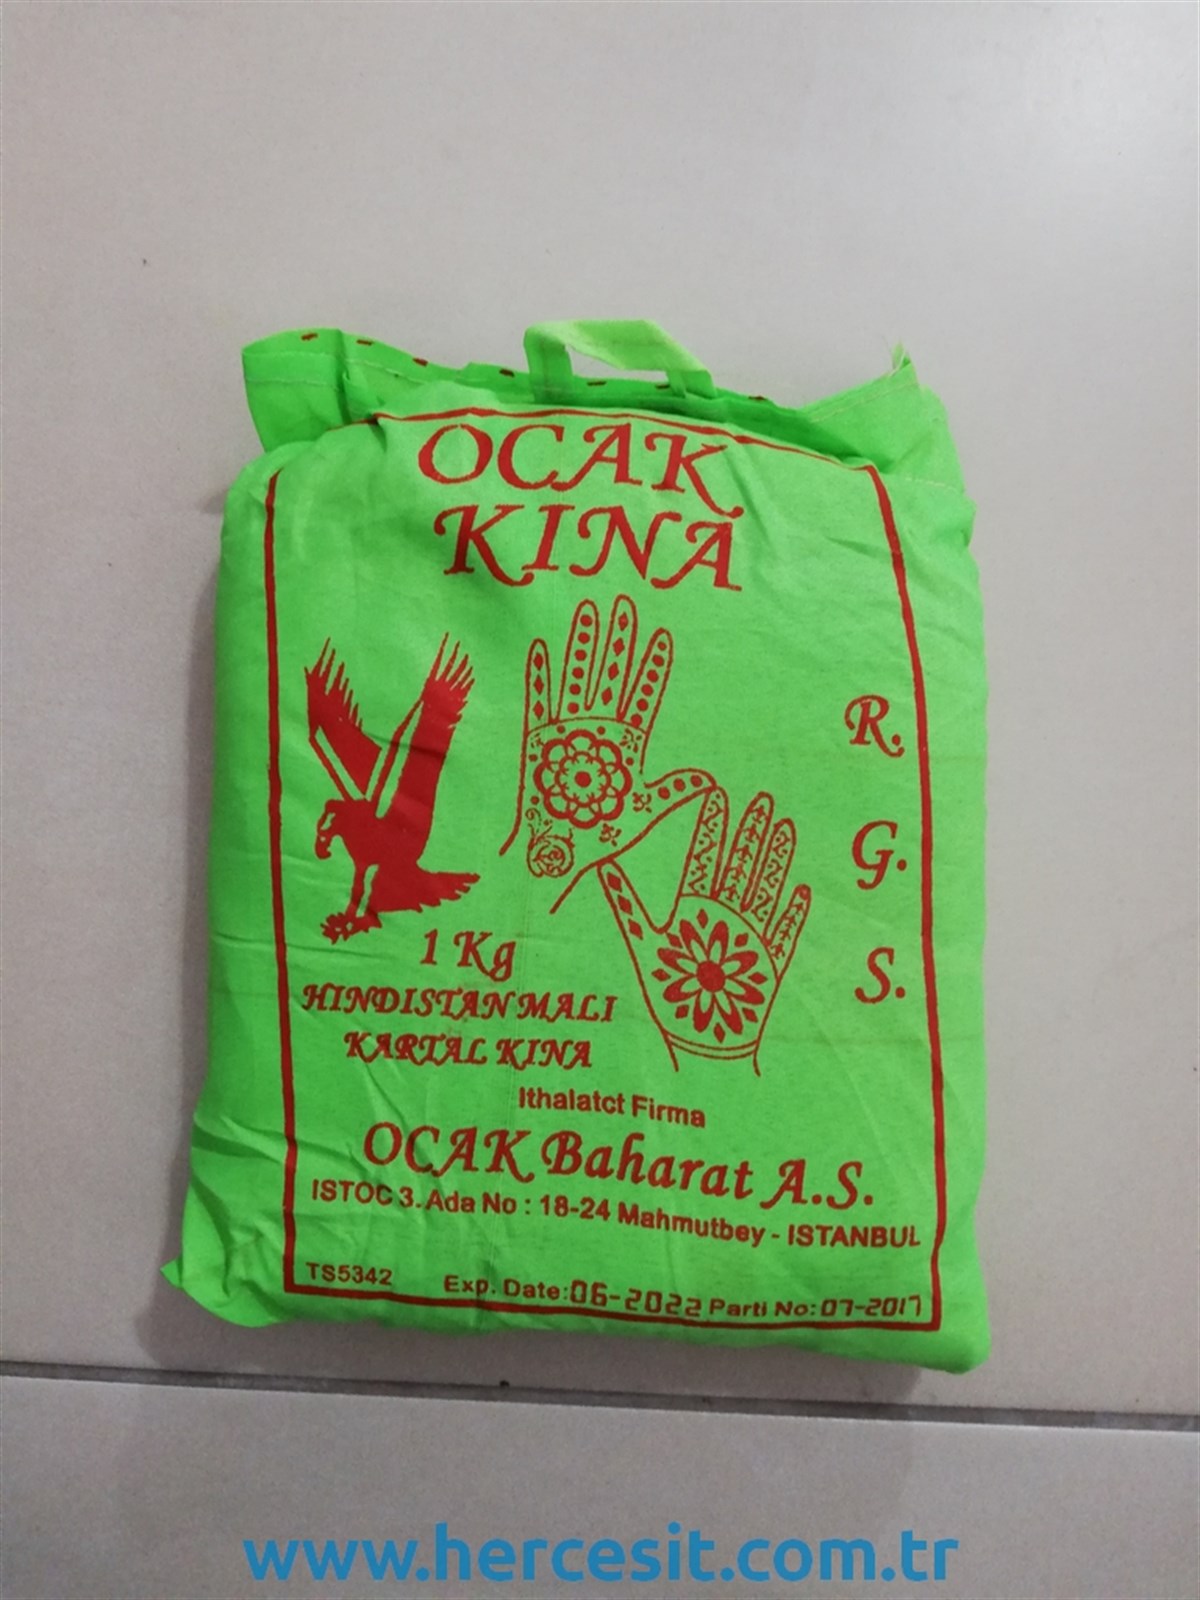 OCAK
KINA
R.
G.
S.
1 Kg
HINDISTAN MALI
KARTAL KINA
Ithalatct Firma
OCAK Baharat A.S.
ISTOC 3. Ada No : 18-24 Mahmutbey - ISTANBUL
TS5342 Exp. Date:06-2022 Parti No:07-2017
www.hercesit.com.tr